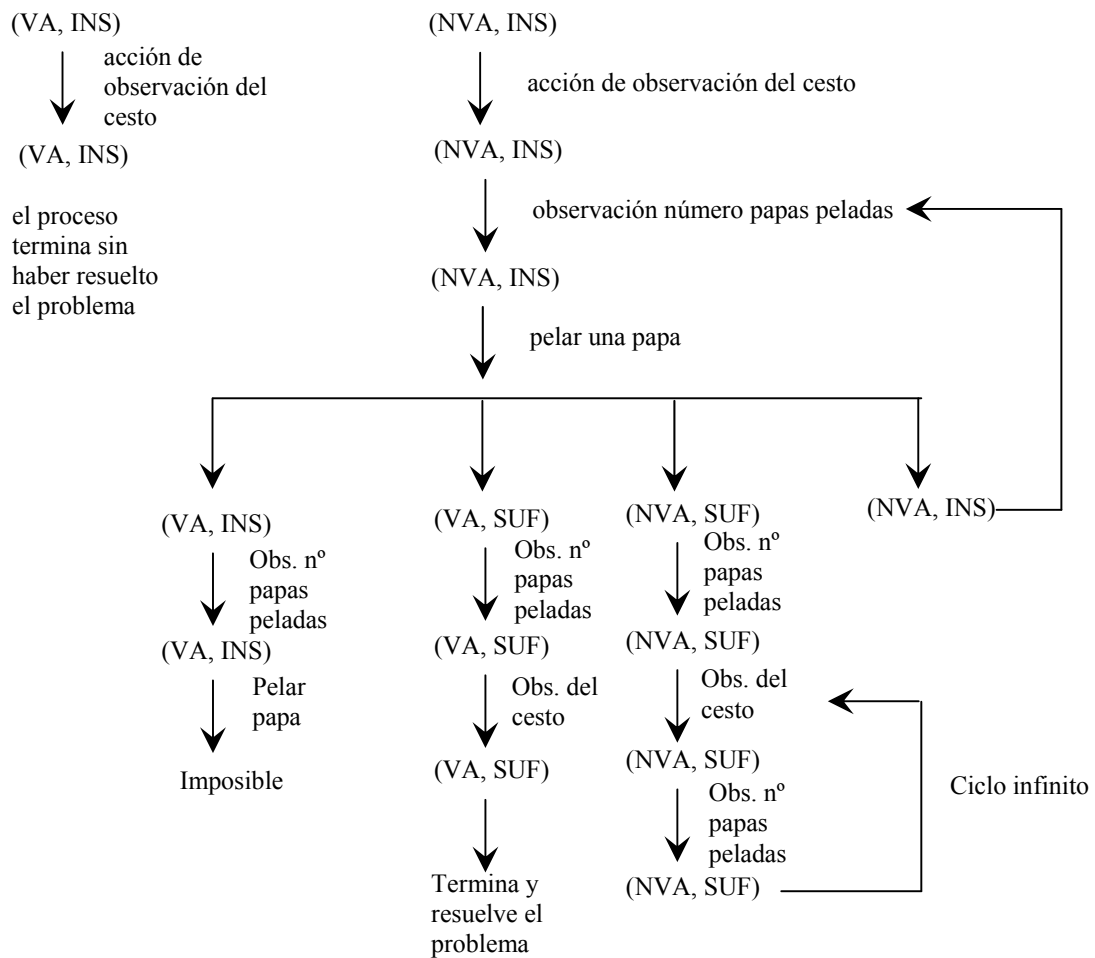 (VA, INS)
acción de
observación del
cesto
(VA, INS)
el proceso
termina sin
haber resuelto
el problema
(NVA, INS)
acción de observación del cesto
(NVA, INS)
observación número papas peladas
(NVA, INS)
pelar una papa
(VA, INS)
Obs. nº
papas
peladas
(VA, INS)
Pelar
papa
Imposible
(VA, SUF)
Obs. nº
papas
peladas
(VA, SUF)
Obs. del
cesto
(VA, SUF)
Termina y
resuelve el
problema
(NVA, SUF)
Obs. nº
papas
peladas
(NVA, SUF)
Obs. del
cesto
(NVA, SUF)
Obs. nº
papas
peladas
(NVA, SUF)
Ciclo infinito
(NVA, INS)